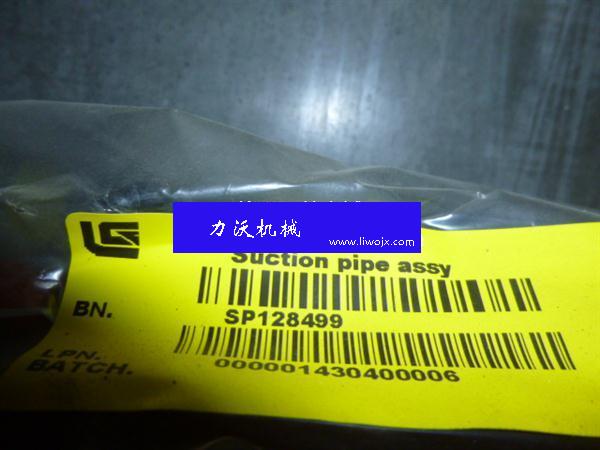 力沃机械
www.liwojx.com
Suction pipe assy
BN.
SP128499
LPN.
BATCH.
000001430400006